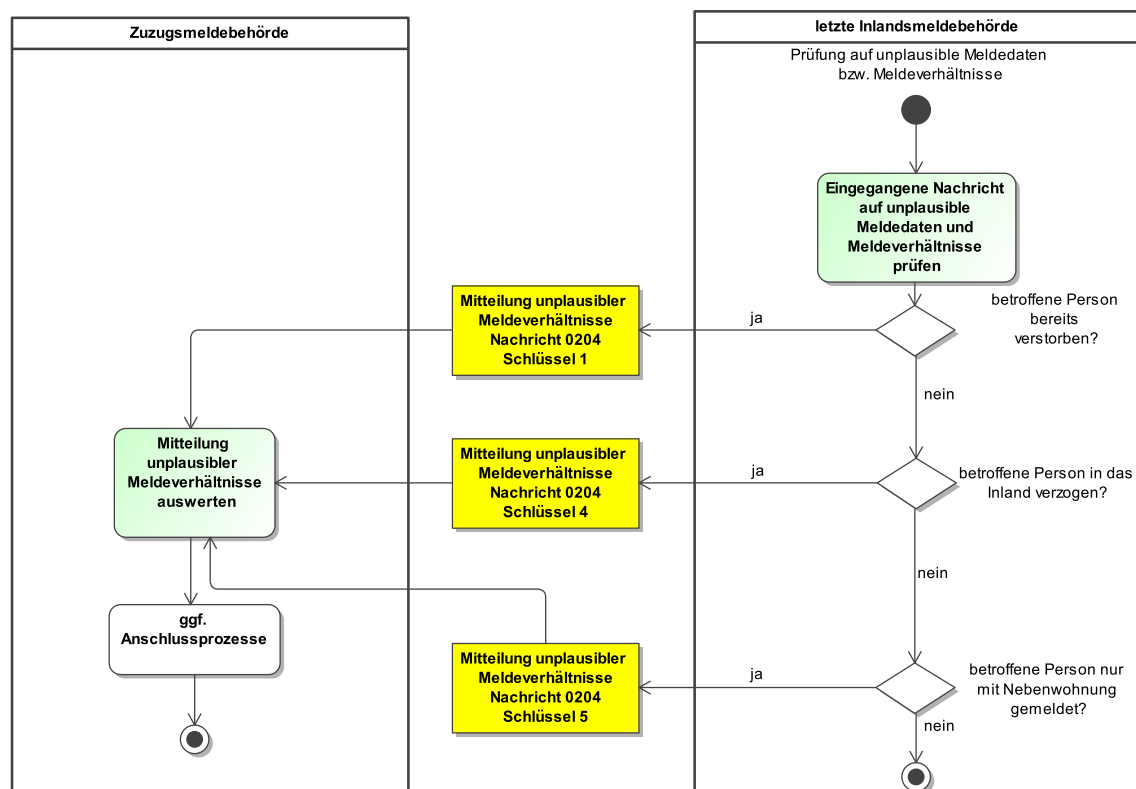 Zuzugsmeldebehörde
letzte Inlandsmeldebehörde
Prüfung auf unplausible Meldedaten
bzw. Meldeverhältnisse
Eingegangene Nachricht
auf unplausible
Meldedaten und
Meldeverhältnisse
prüfen
betroffene Person
bereits
verstorben?
ja
Mitteilung unplausibler
Meldeverhältnisse
Nachricht 0204
Schlüssel 1
nein
Mitteilung
unplausibler
Meldeverhältnisse
auswerten
Mitteilung unplausibler
Meldeverhältnisse
Nachricht 0204
Schlüssel 4
ja
betroffene Person in das
Inland verzogen?
nein
ggf.
Anschlussprozesse
Mitteilung unplausibler
Meldeverhältnisse
Nachricht 0204
Schlüssel 5
ja
betroffene Person nur
mit Nebenwohnung
gemeldet?
nein